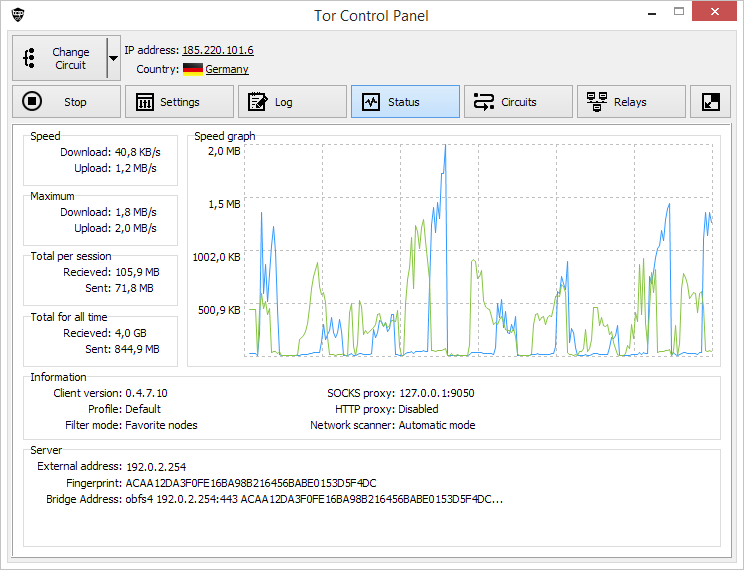 Tor Control Panel
Change Circuit
IP address: 185.220.101.6
Country: Germany
Stop
Settings
Log
Status
Circuits
Relays
Speed
Download: 40,8 KB/s
Upload: 1,2 MB/s
Maximum
Download: 1,8 MB/s
Upload: 2,0 MB/s
Total per session
Recieved: 105,9 MB
Sent: 71,8 MB
Total for all time
Recieved: 4,0 GB
Sent: 844,9 MB
Speed graph
2,0 MB
1,5 MB
1002,0 KB
500,9 KB
Information
Client version: 0.4.7.10
Profile: Default
Filter mode: Favorite nodes
SOCKS proxy: 127.0.0.1:9050
HTTP proxy: Disabled
Network scanner: Automatic mode
Server
External address: 192.0.2.254
Fingerprint: ACAA12DA3F0FE16BA98B216456BABE0153D5F4DC
Bridge Address: obfs4 192.0.2.254:443 ACAA12DA3F0FE16BA98B216456BABE0153D5F4DC...